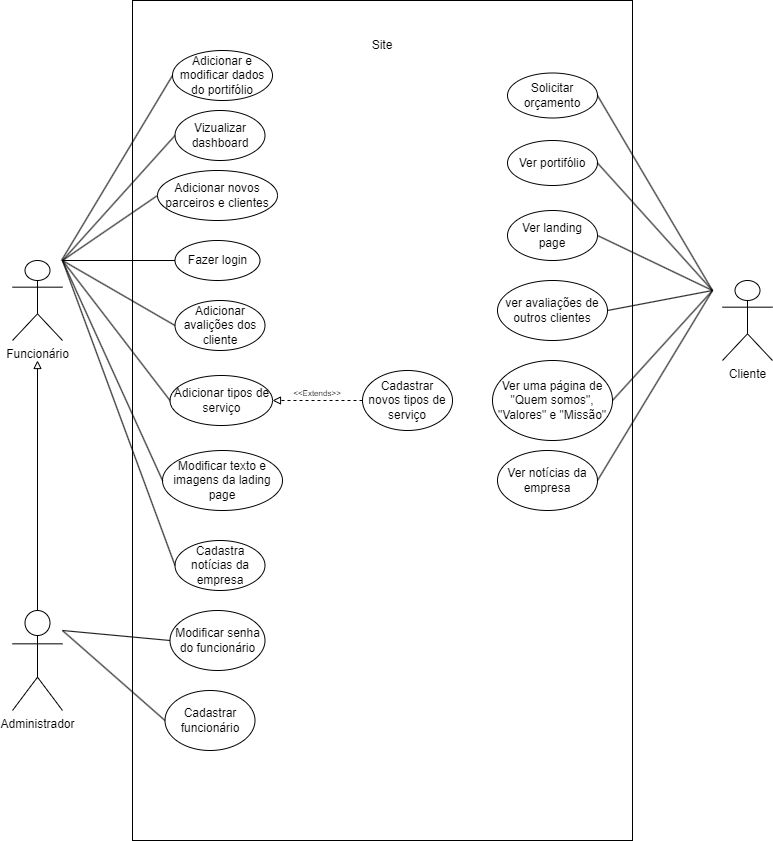 Site
Adicionar e
modificar dados
do portifólio
Vizualizar
dashboard
Adicionar novos
parceiros e clientes
Fazer login
Adicionar
avalições dos
cliente
Adicionar tipos de
serviço
<<Extends>>
Cadastrar
novos tipos de
serviço
Modificar texto e
imagens da lading
page
Cadastra
notícias da
empresa
Modificar senha
do funcionário
Cadastrar
funcionário
Funcionário
Administrador
Solicitar
orçamento
Ver portifólio
Ver landing
page
ver avaliações de
outros clientes
Ver uma página de
"Quem somos",
"Valores" e "Missão"
Ver notícias da
empresa
Cliente